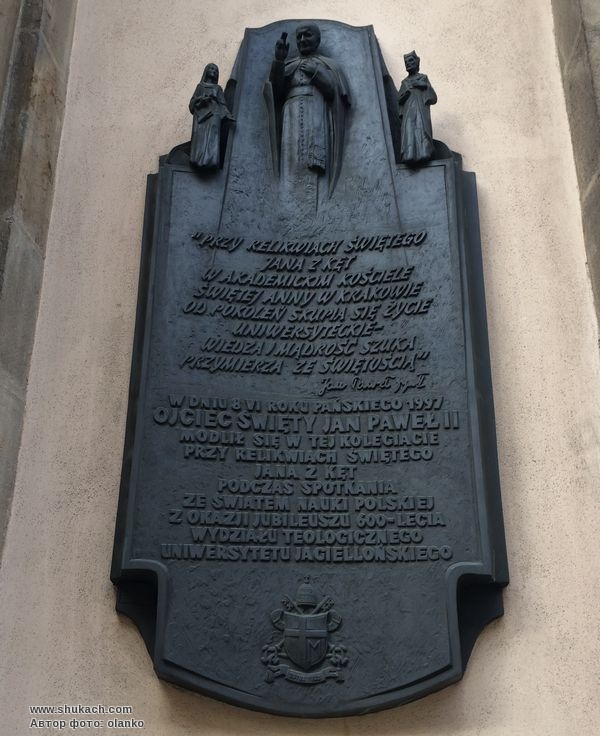 "PRZY RELIKWIACH ŚWIĘTEGO
JANA Z KĘT
W AKADEMICKIM KOŚCIELE
ŚWIĘTEJ ANNY W KRAKOWIE
OD POKOLEŃ SKUPIA SIĘ ŻYCIE
UNIWERSYTECKIE–
WIEDZA I MĄDROŚĆ SZUKA
PRZYMIERZA ZE ŚWIĘTOŚCIĄ"
Jan Paweł II
W DNIU 8 VI ROKU PAŃSKIEGO 1997
OJCIEC ŚWIĘTY JAN PAWEŁ II
MODLIŁ SIĘ W TEJ KOLEGIACIE
PRZY RELIKWIACH ŚWIĘTEGO
JANA Z KĘT
PODCZAS SPOTKANIA
ZE ŚWIATEM NAUKI POLSKIEJ
Z OKAZJI JUBILEUSZU 600-LECIA
WYDZIAŁU TEOLOGICZNEGO
UNIWERSYTETU JAGIELLOŃSKIEGO
www.shukach.com
Автор фото: olanko